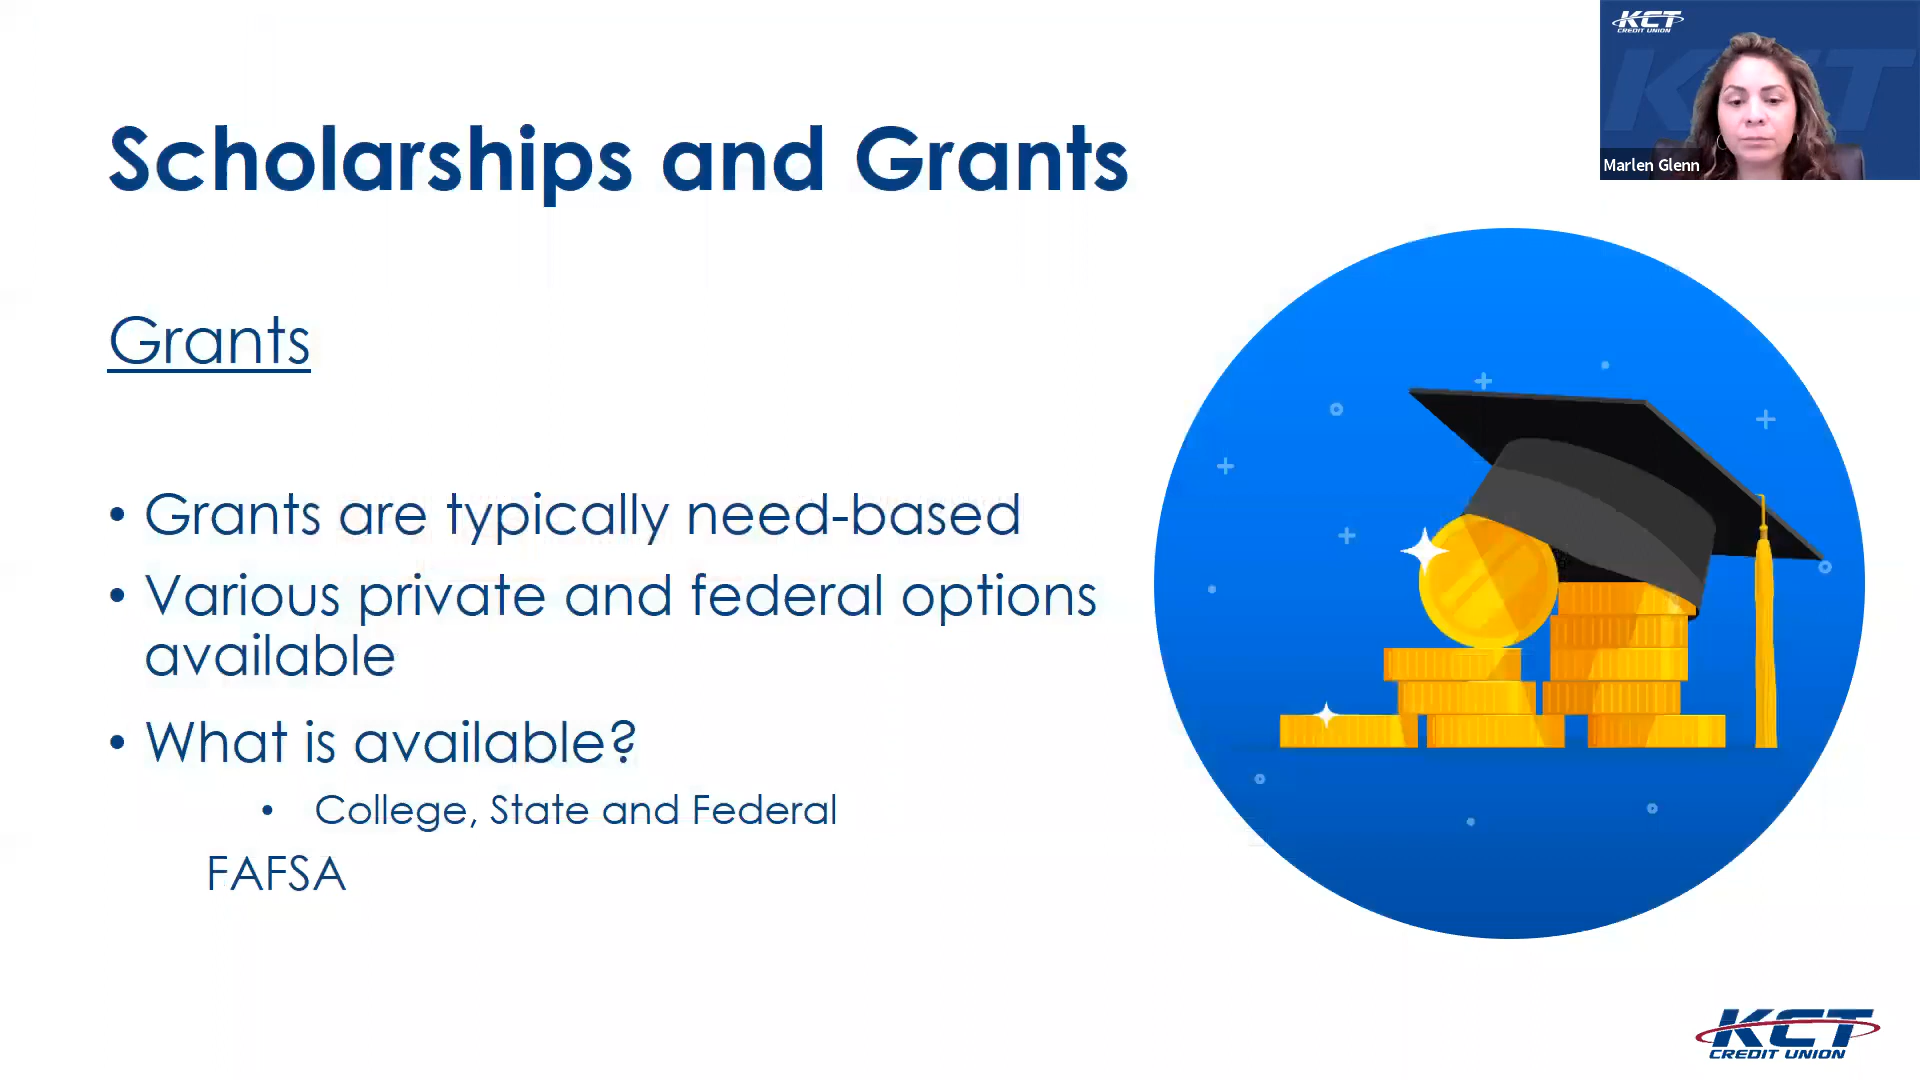 KCT
CREDIT UNION
Marlen Glenn
Scholarships and Grants
Grants
• Grants are typically need-based
• Various private and federal options
available
• What is available?
• College, State and Federal
FAFSA
KCT
CREDIT UNION